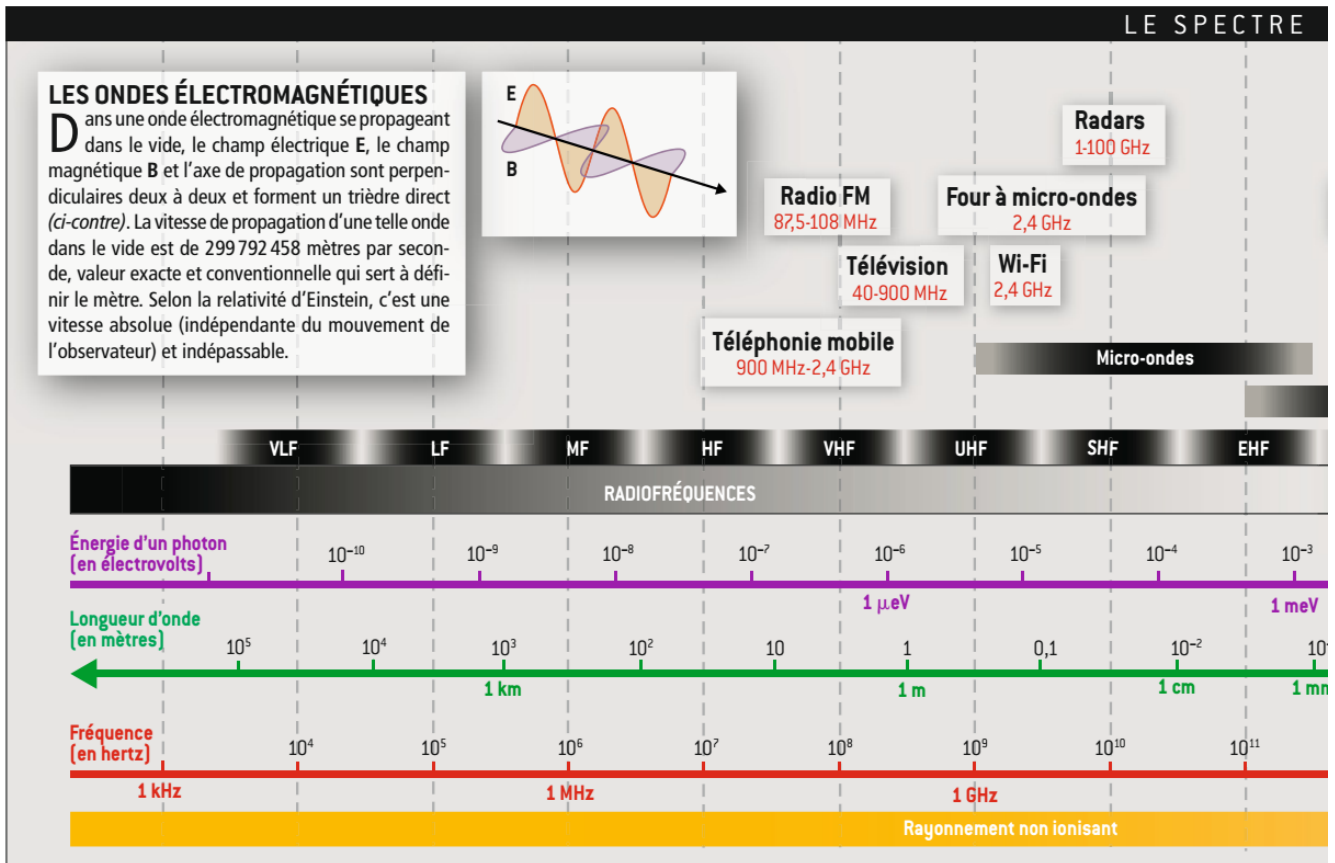 LE SPECTRE
LES ONDES ÉLECTROMAGNÉTIQUES
Dans une onde électromagnétique se propageant
dans le vide, le champ électrique E, le champ
magnétique B et l'axe de propagation sont perpen-
diculaires deux à deux et forment un trièdre direct
(ci-contre). La vitesse de propagation d'une telle onde
dans le vide est de 299 792 458 mètres par secon-
de, valeur exacte et conventionnelle qui sert à défi-
nir le mètre. Selon la relativité d'Einstein, c'est une
vitesse absolue (indépendante du mouvement de
l'observateur) et indépassable.
E
B
Radars
1-100 GHz
Radio FM
87,5-108 MHz
Four à micro-ondes
2,4 GHz
Télévision
40-900 MHz
Wi-Fi
2,4 GHz
Téléphonie mobile
900 MHz-2,4 GHz
Micro-ondes
VLF LF MF HF VHF UHF SHF EHF
RADIOFRÉQUENCES
Énergie d'un photon
(en électrovolts)
10⁻¹⁰ 10⁻⁹ 10⁻⁸ 10⁻⁷ 10⁻⁶ 10⁻⁵ 10⁻⁴ 10⁻³
1 µeV 1 meV
Longueur d'onde
(en mètres)
10⁵ 10⁴ 10³ 10² 10 1 0,1 10⁻²
1 km 1 m 1 cm
Fréquence
(en hertz)
10⁴ 10⁵ 10⁶ 10⁷ 10⁸ 10⁹ 10¹⁰ 10¹¹
1 kHz 1 MHz 1 GHz
Rayonnement non ionisant